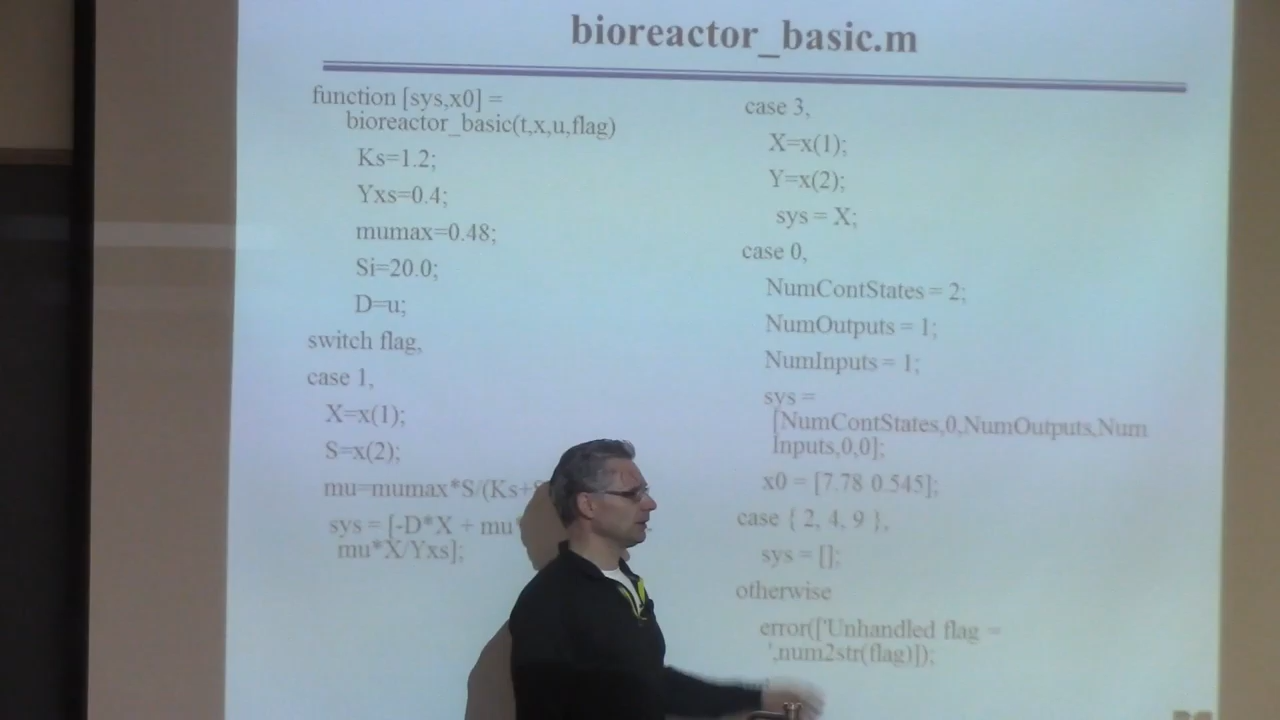 bioreactor_basic.m
function [sys,x0] =
bioreactor_basic(t,x,u,flag)
Ks=1.2;
Yxs=0.4;
mumax=0.48;
Si=20.0;
D=u;
switch flag,
case 1,
X=x(1);
S=x(2);
mu=mumax*S/(Ks+S
sys = [-D*X + mu*
mu*X/Yxs];
case 3,
X=x(1);
Y=x(2);
sys = X;
case 0,
NumContStates = 2;
NumOutputs = 1;
NumInputs = 1;
sys =
[NumContStates,0,NumOutputs,Num
Inputs,0,0];
x0 = [7.78 0.545];
case { 2, 4, 9 },
sys = [];
otherwise
error(['Unhandled flag =
',num2str(flag)]);